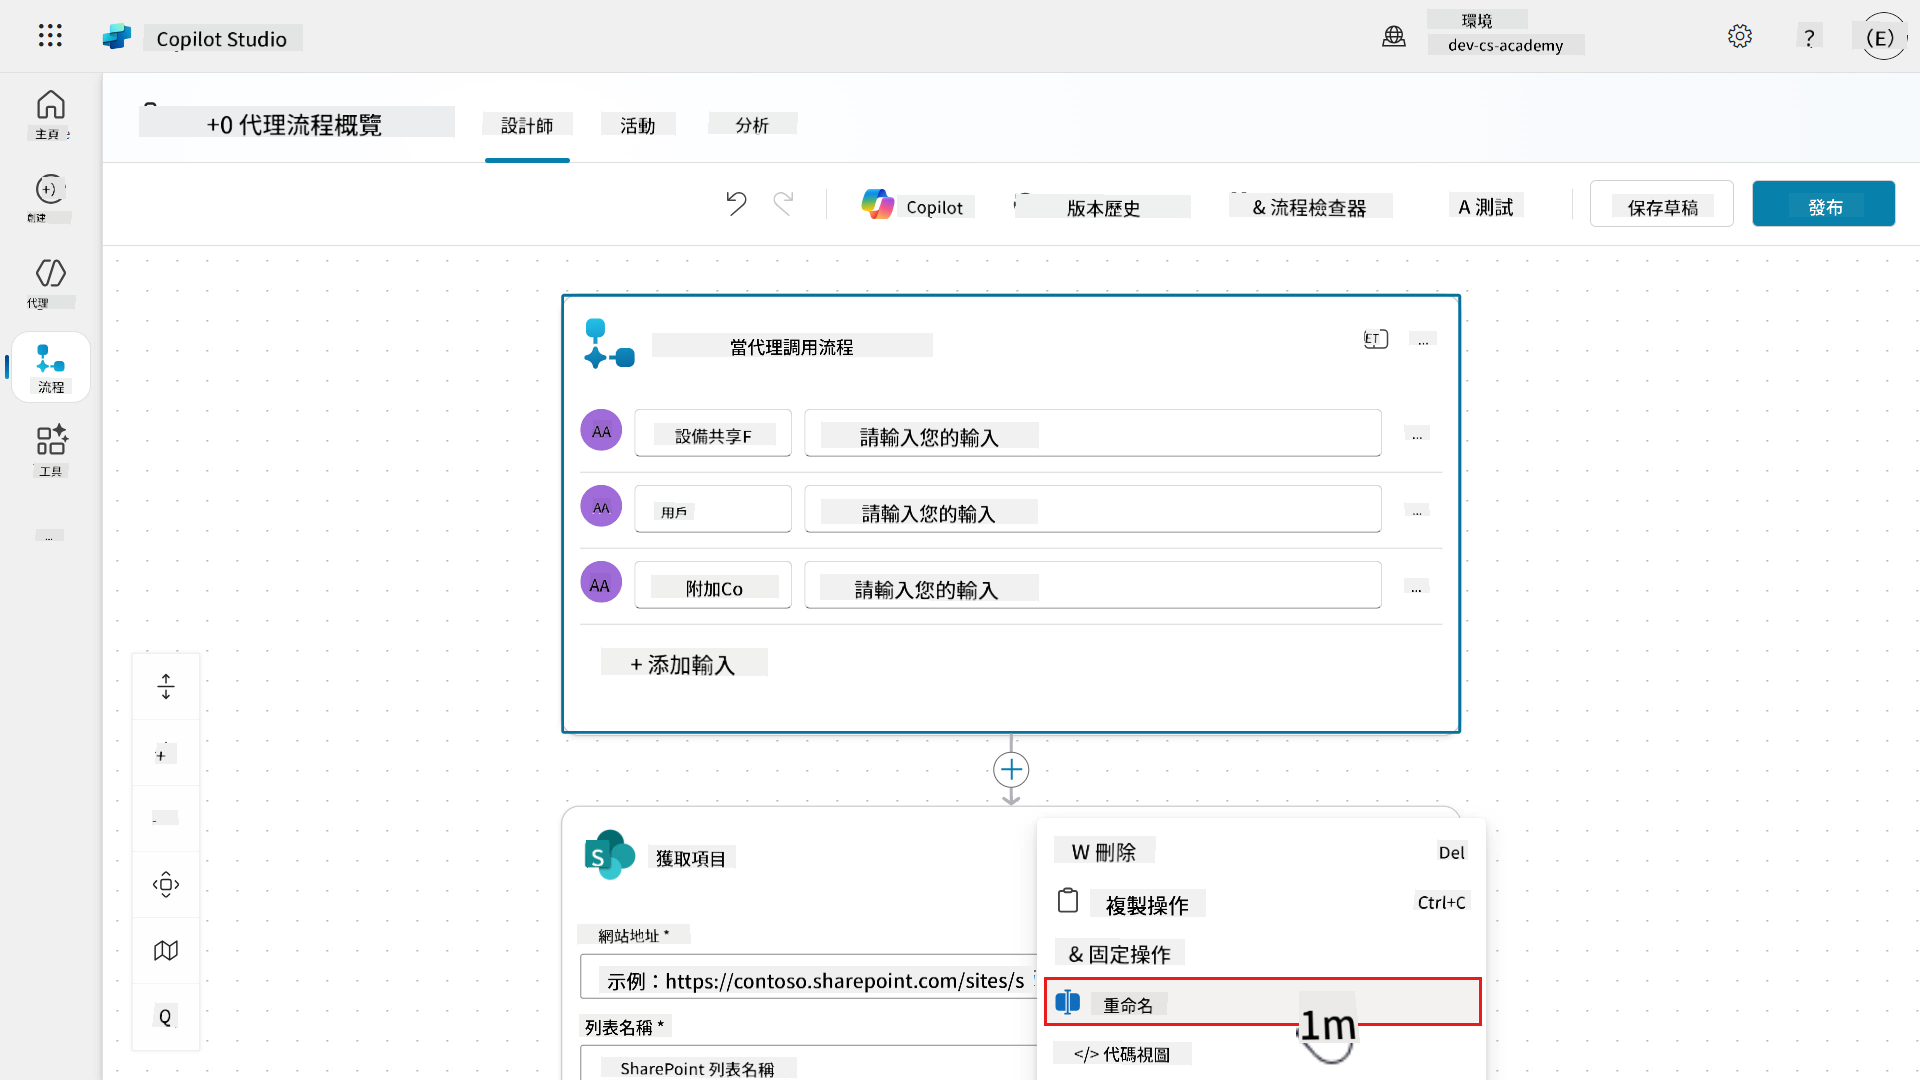 Copilot Studio
環境
dev-cs-academy
?
(E)
主頁
創建
代理
流程
工具
...
+0 代理流程概覽
設計師
活動
分析
Copilot
版本歷史
& 流程檢查器
A 測試
保存草稿
發布
當代理調用流程
ET
...
AA
設備共享F
請輸入您的輸入
...
AA
用戶
請輸入您的輸入
...
AA
附加Co
請輸入您的輸入
...
+ 添加輸入
獲取項目
網站地址 *
示例：https://contoso.sharepoint.com/sites/s
列表名稱 *
SharePoint 列表名稱
W 刪除
Del
複製操作
Ctrl+C
& 固定操作
重命名
1m
</> 代碼視圖
Q